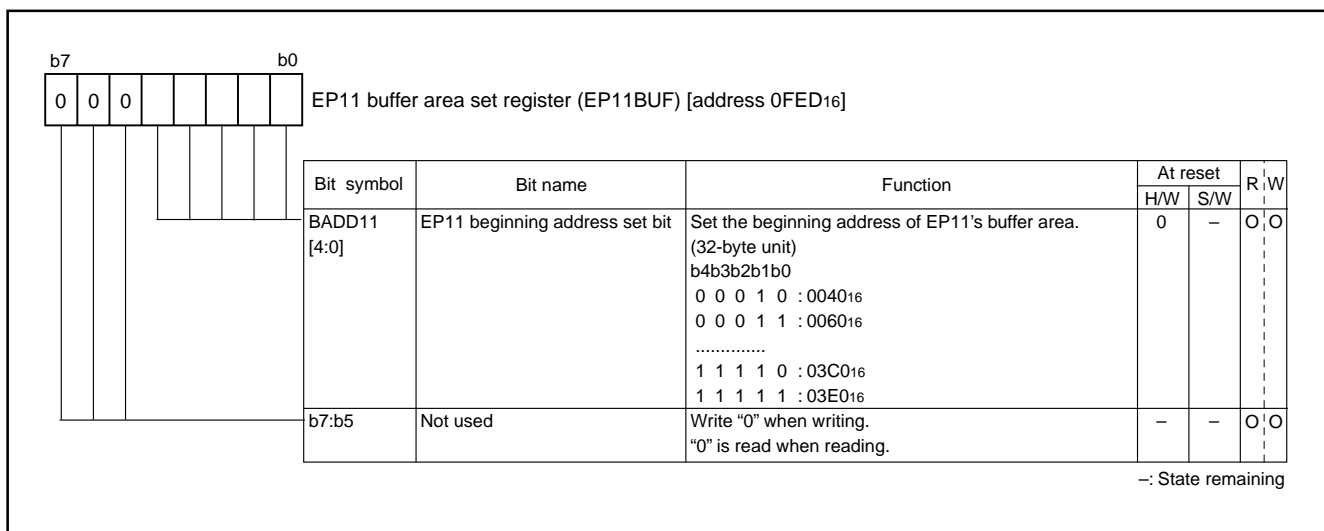 b7 b0
0 0 0
EP11 buffer area set register (EP11BUF) [address 0FED16]
Bit symbol Bit name Function At reset R W
H/W S/W
BADD11 EP11 beginning address set bit Set the beginning address of EP11’s buffer area. 0 – O O
[4:0] (32-byte unit)
b4b3b2b1b0
0 0 0 1 0 : 004016
0 0 0 1 1 : 006016
..............
1 1 1 1 0 : 03C016
1 1 1 1 1 : 03E016
b7:b5 Not used Write “0” when writing. – – O O
“0” is read when reading.
–: State remaining